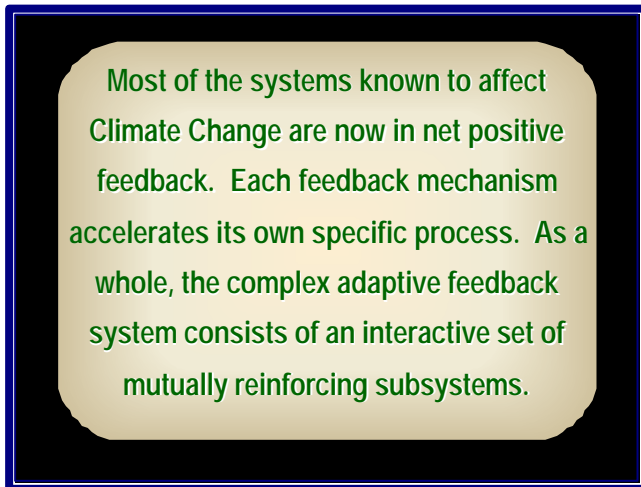 Most of the systems known to affect
Climate Change are now in net positive
feedback.  Each feedback mechanism
accelerates its own specific process.  As a
whole, the complex adaptive feedback
system consists of an interactive set of
mutually reinforcing subsystems.